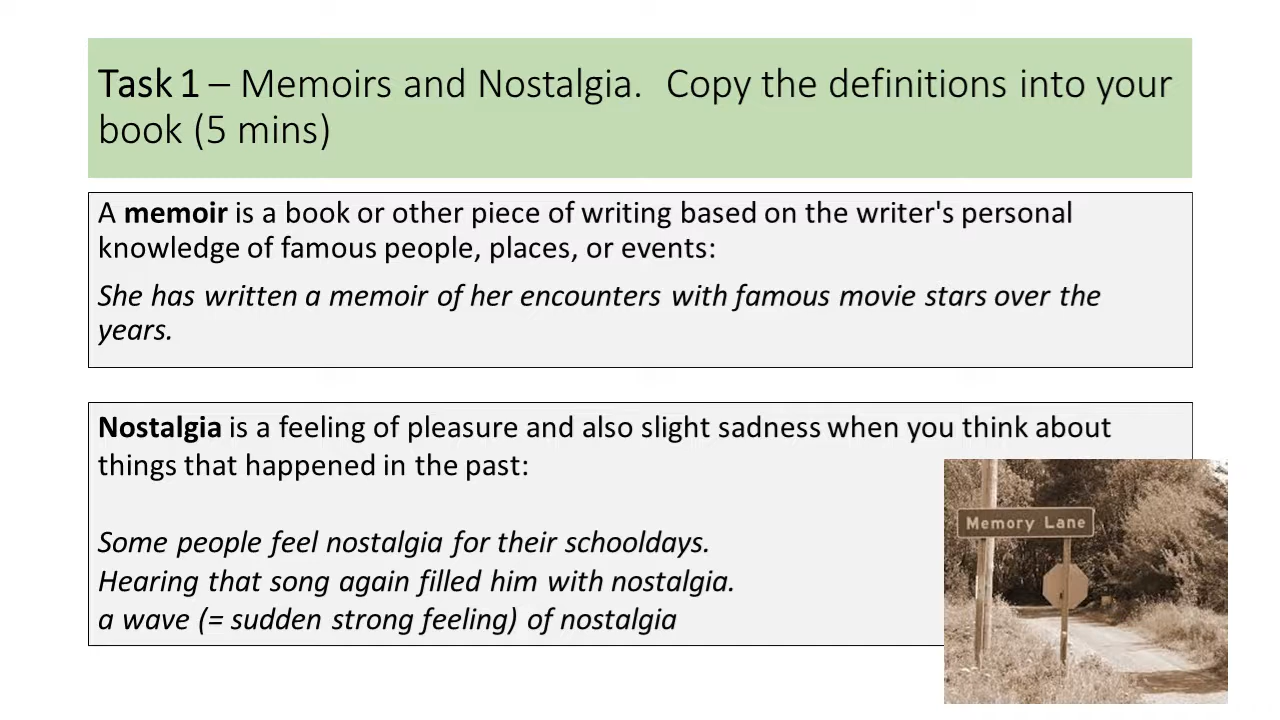 Task 1 – Memoirs and Nostalgia.  Copy the definitions into your
book (5 mins)
A memoir is a book or other piece of writing based on the writer's personal
knowledge of famous people, places, or events:
She has written a memoir of her encounters with famous movie stars over the
years.
Nostalgia is a feeling of pleasure and also slight sadness when you think about
things that happened in the past:
Some people feel nostalgia for their schooldays.
Hearing that song again filled him with nostalgia.
a wave (= sudden strong feeling) of nostalgia
Memory Lane